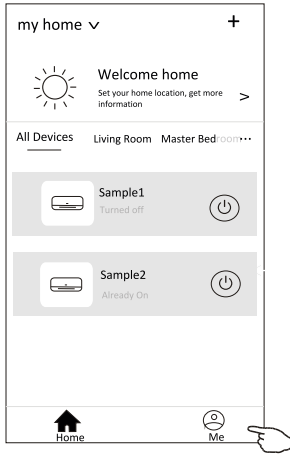 my home
+
Welcome home
Set your home location, get more
information
>
All Devices Living Room Master Bedroom...
Sample1
Turned off
Sample2
Already On
Home Me